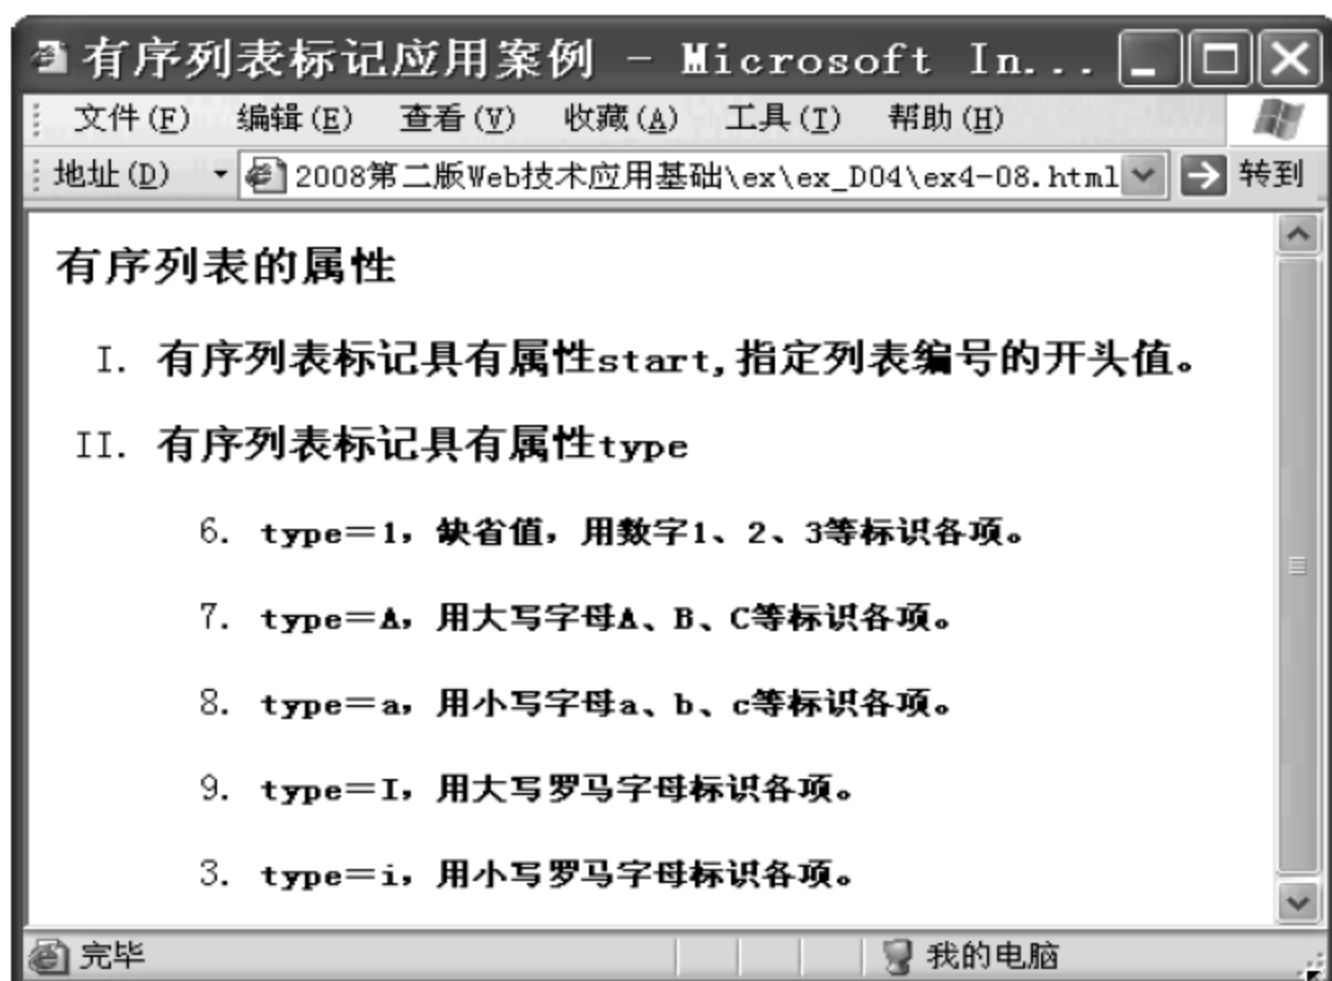 有序列表标记应用案例 - Microsoft In...
文件(F) 编辑(E) 查看(V) 收藏(A) 工具(T) 帮助(H)
地址(D) 2008第二版Web技术应用基础\ex\ex_D04\ex4-08.html 转到
有序列表的属性
I. 有序列表标记具有属性start,指定列表编号的开头值。
II. 有序列表标记具有属性type
6. type＝1，缺省值，用数字1、2、3等标识各项。
7. type＝A，用大写字母A、B、C等标识各项。
8. type＝a，用小写字母a、b、c等标识各项。
9. type＝I，用大写罗马字母标识各项。
3. type＝i，用小写罗马字母标识各项。
完毕 我的电脑